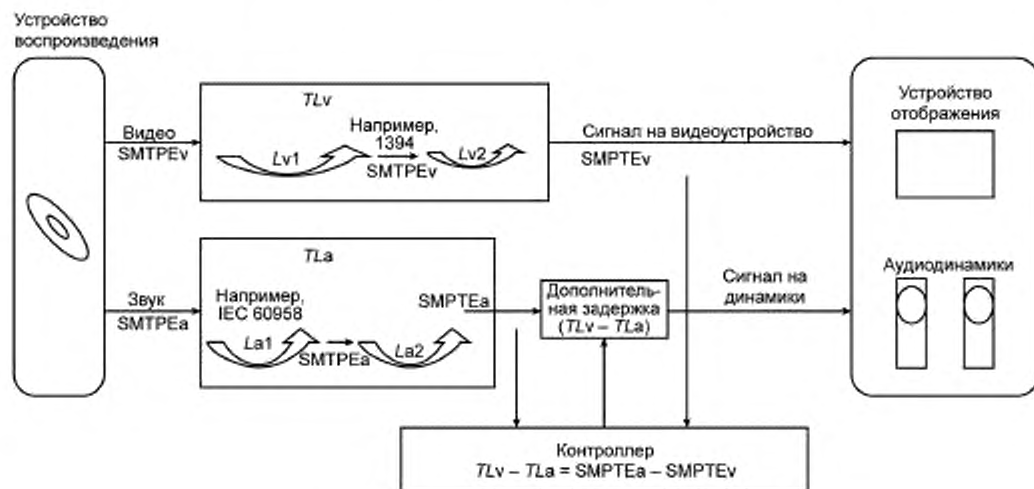 Устройство
воспроизведения
Видео
SMTPEv
TLv
Например,
1394
Lv1
SMTPEv
Lv2
Сигнал на видеоустройство
SMPTEv
Устройство
отображения
Звук
SMTPEa
TLa
Например,
IEC 60958
La1
SMTPEa
La2
SMPTEa
Дополнитель-
ная задержка
(TLv – TLa)
Сигнал на
динамики
Аудиодинамики
Контроллер
TLv – TLa = SMPTEa – SMPTEv